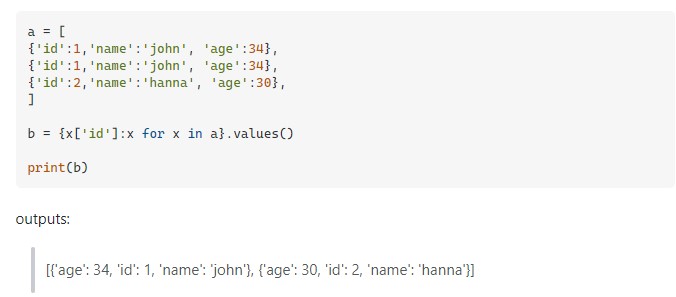 a = [
{'id':1,'name':'john', 'age':34},
{'id':1,'name':'john', 'age':34},
{'id':2,'name':'hanna', 'age':30},
]
b = {x['id']:x for x in a}.values()
print(b)
outputs:
[{'age': 34, 'id': 1, 'name': 'john'}, {'age': 30, 'id': 2, 'name': 'hanna'}]